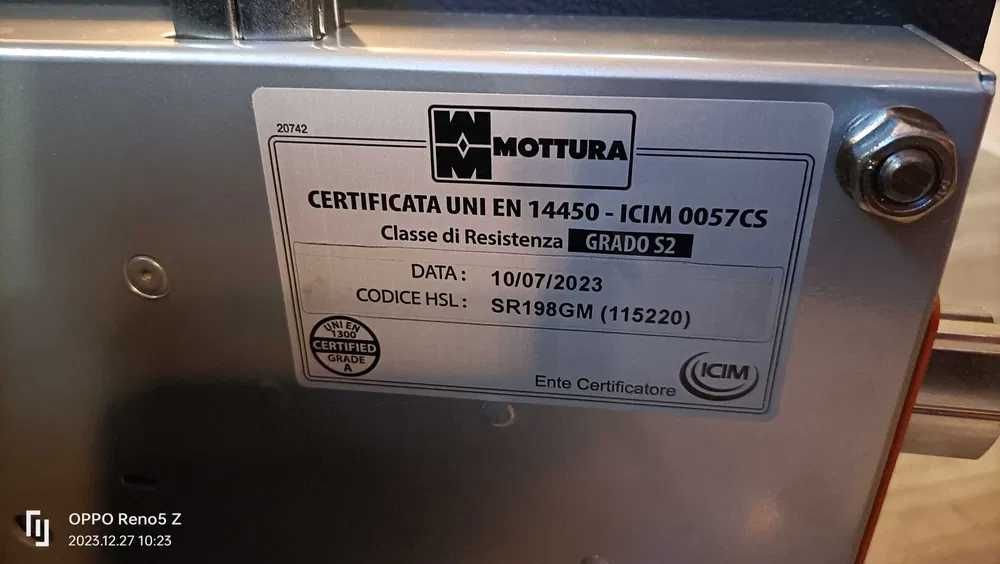 20742
MOTTURA
CERTIFICATA UNI EN 14450 - ICIM 0057CS
Classe di Resistenza GRADO S2
DATA: 10/07/2023
CODICE HSL: SR198GM (115220)
UNI EN
1300
CERTIFIED
GRADE
A
Ente Certificatore ICIM
OPPO Reno5 Z
2023.12.27 10:23